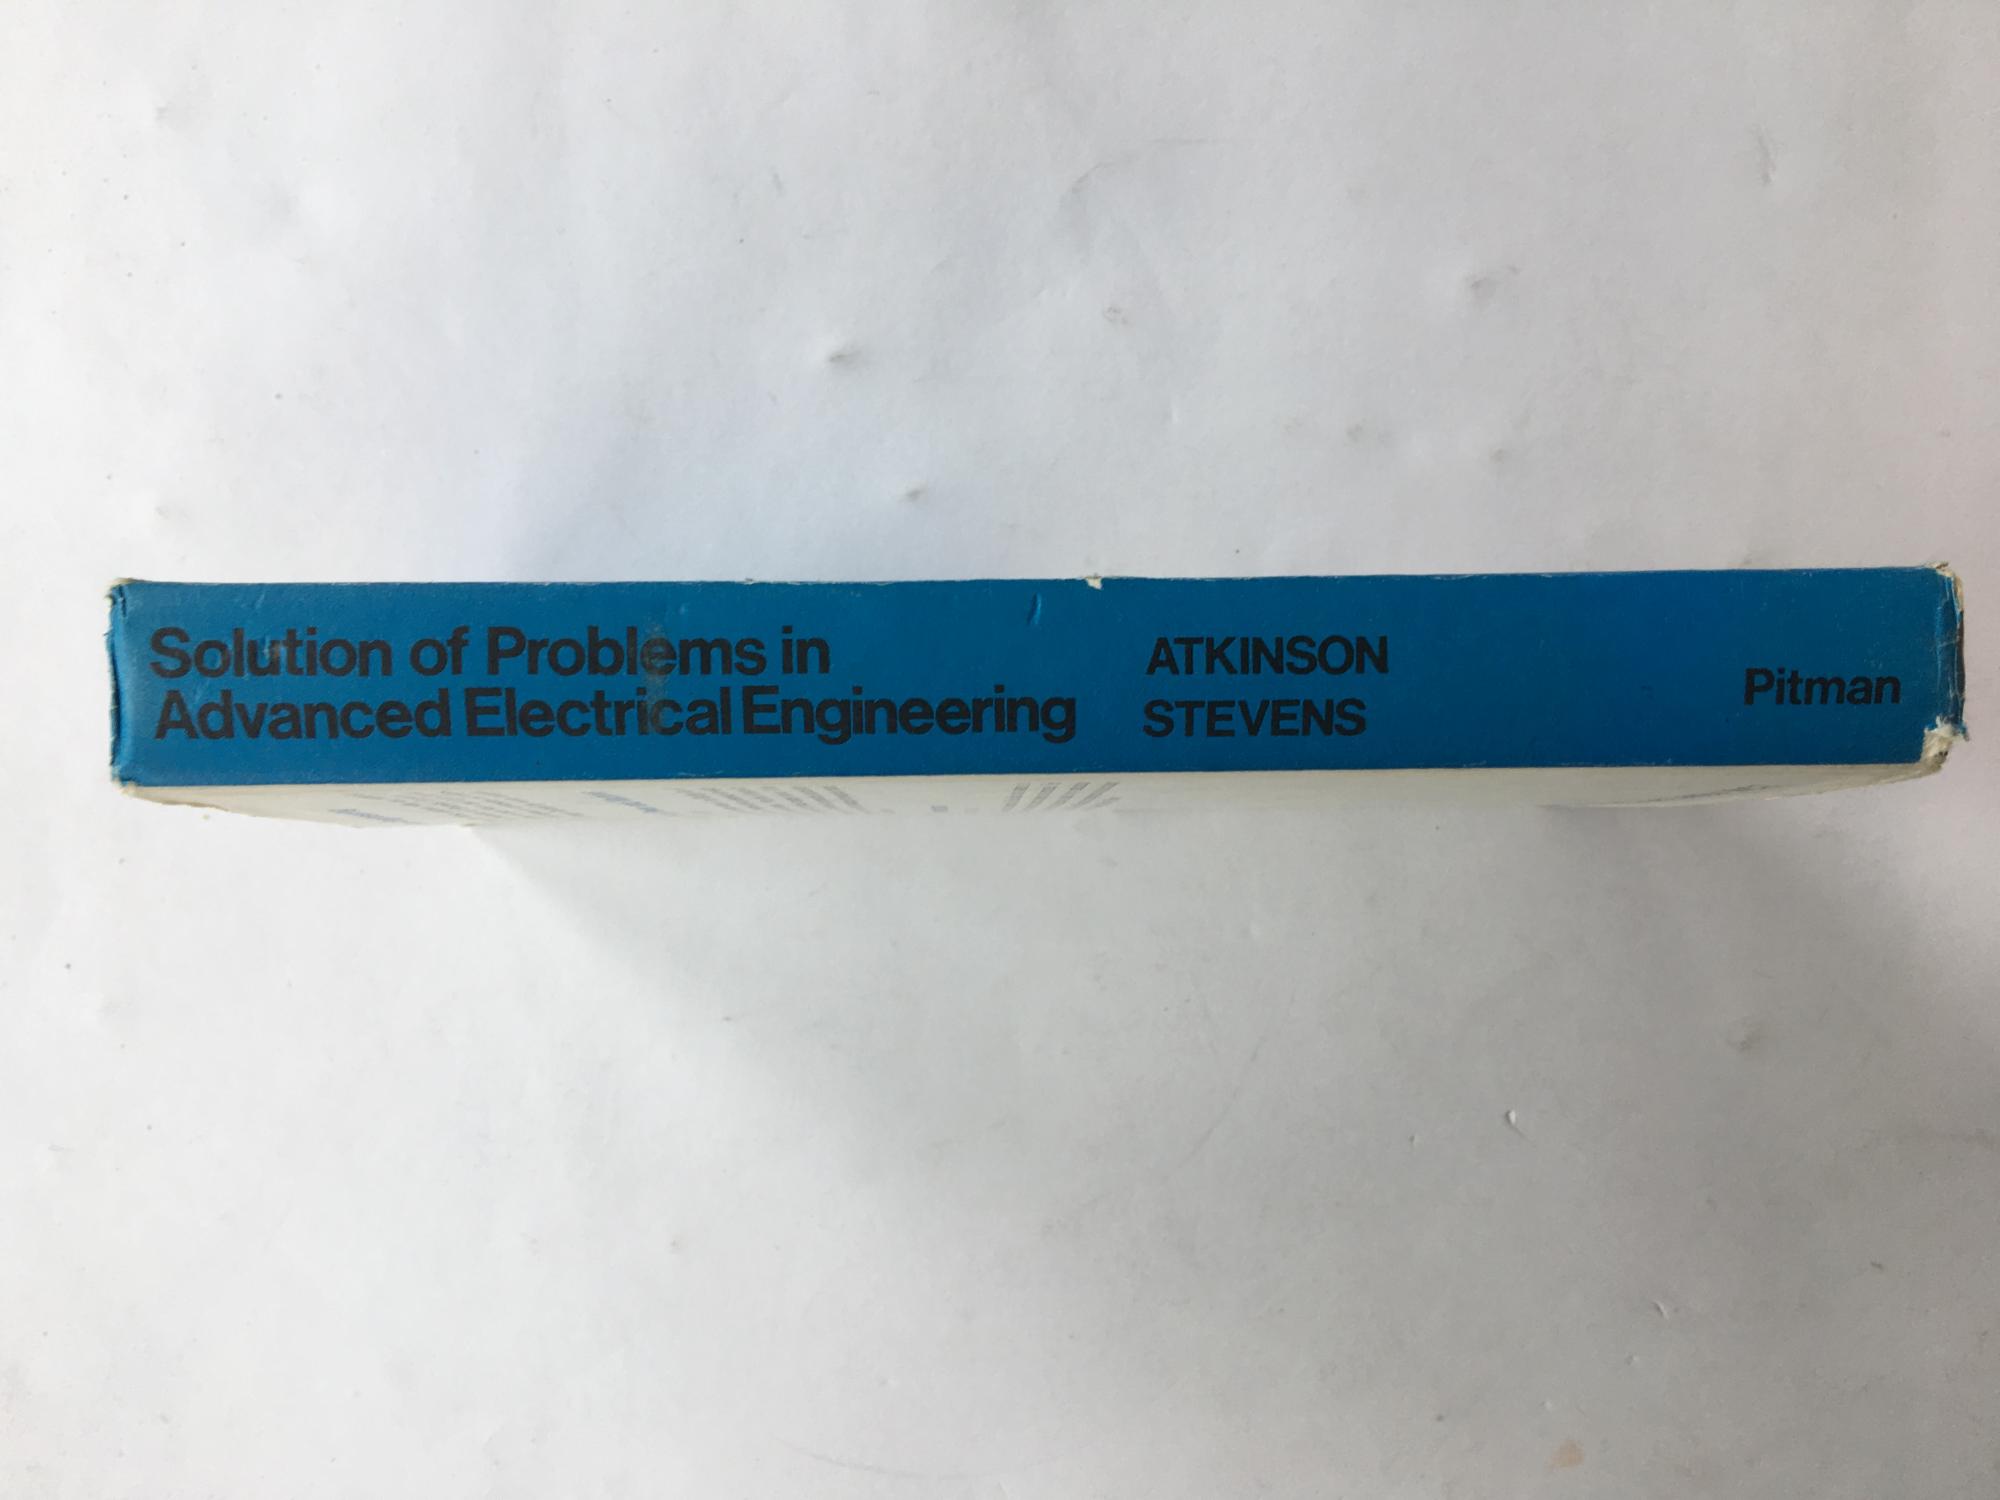 Solution of Problems in
Advanced Electrical Engineering
ATKINSON
STEVENS
Pitman